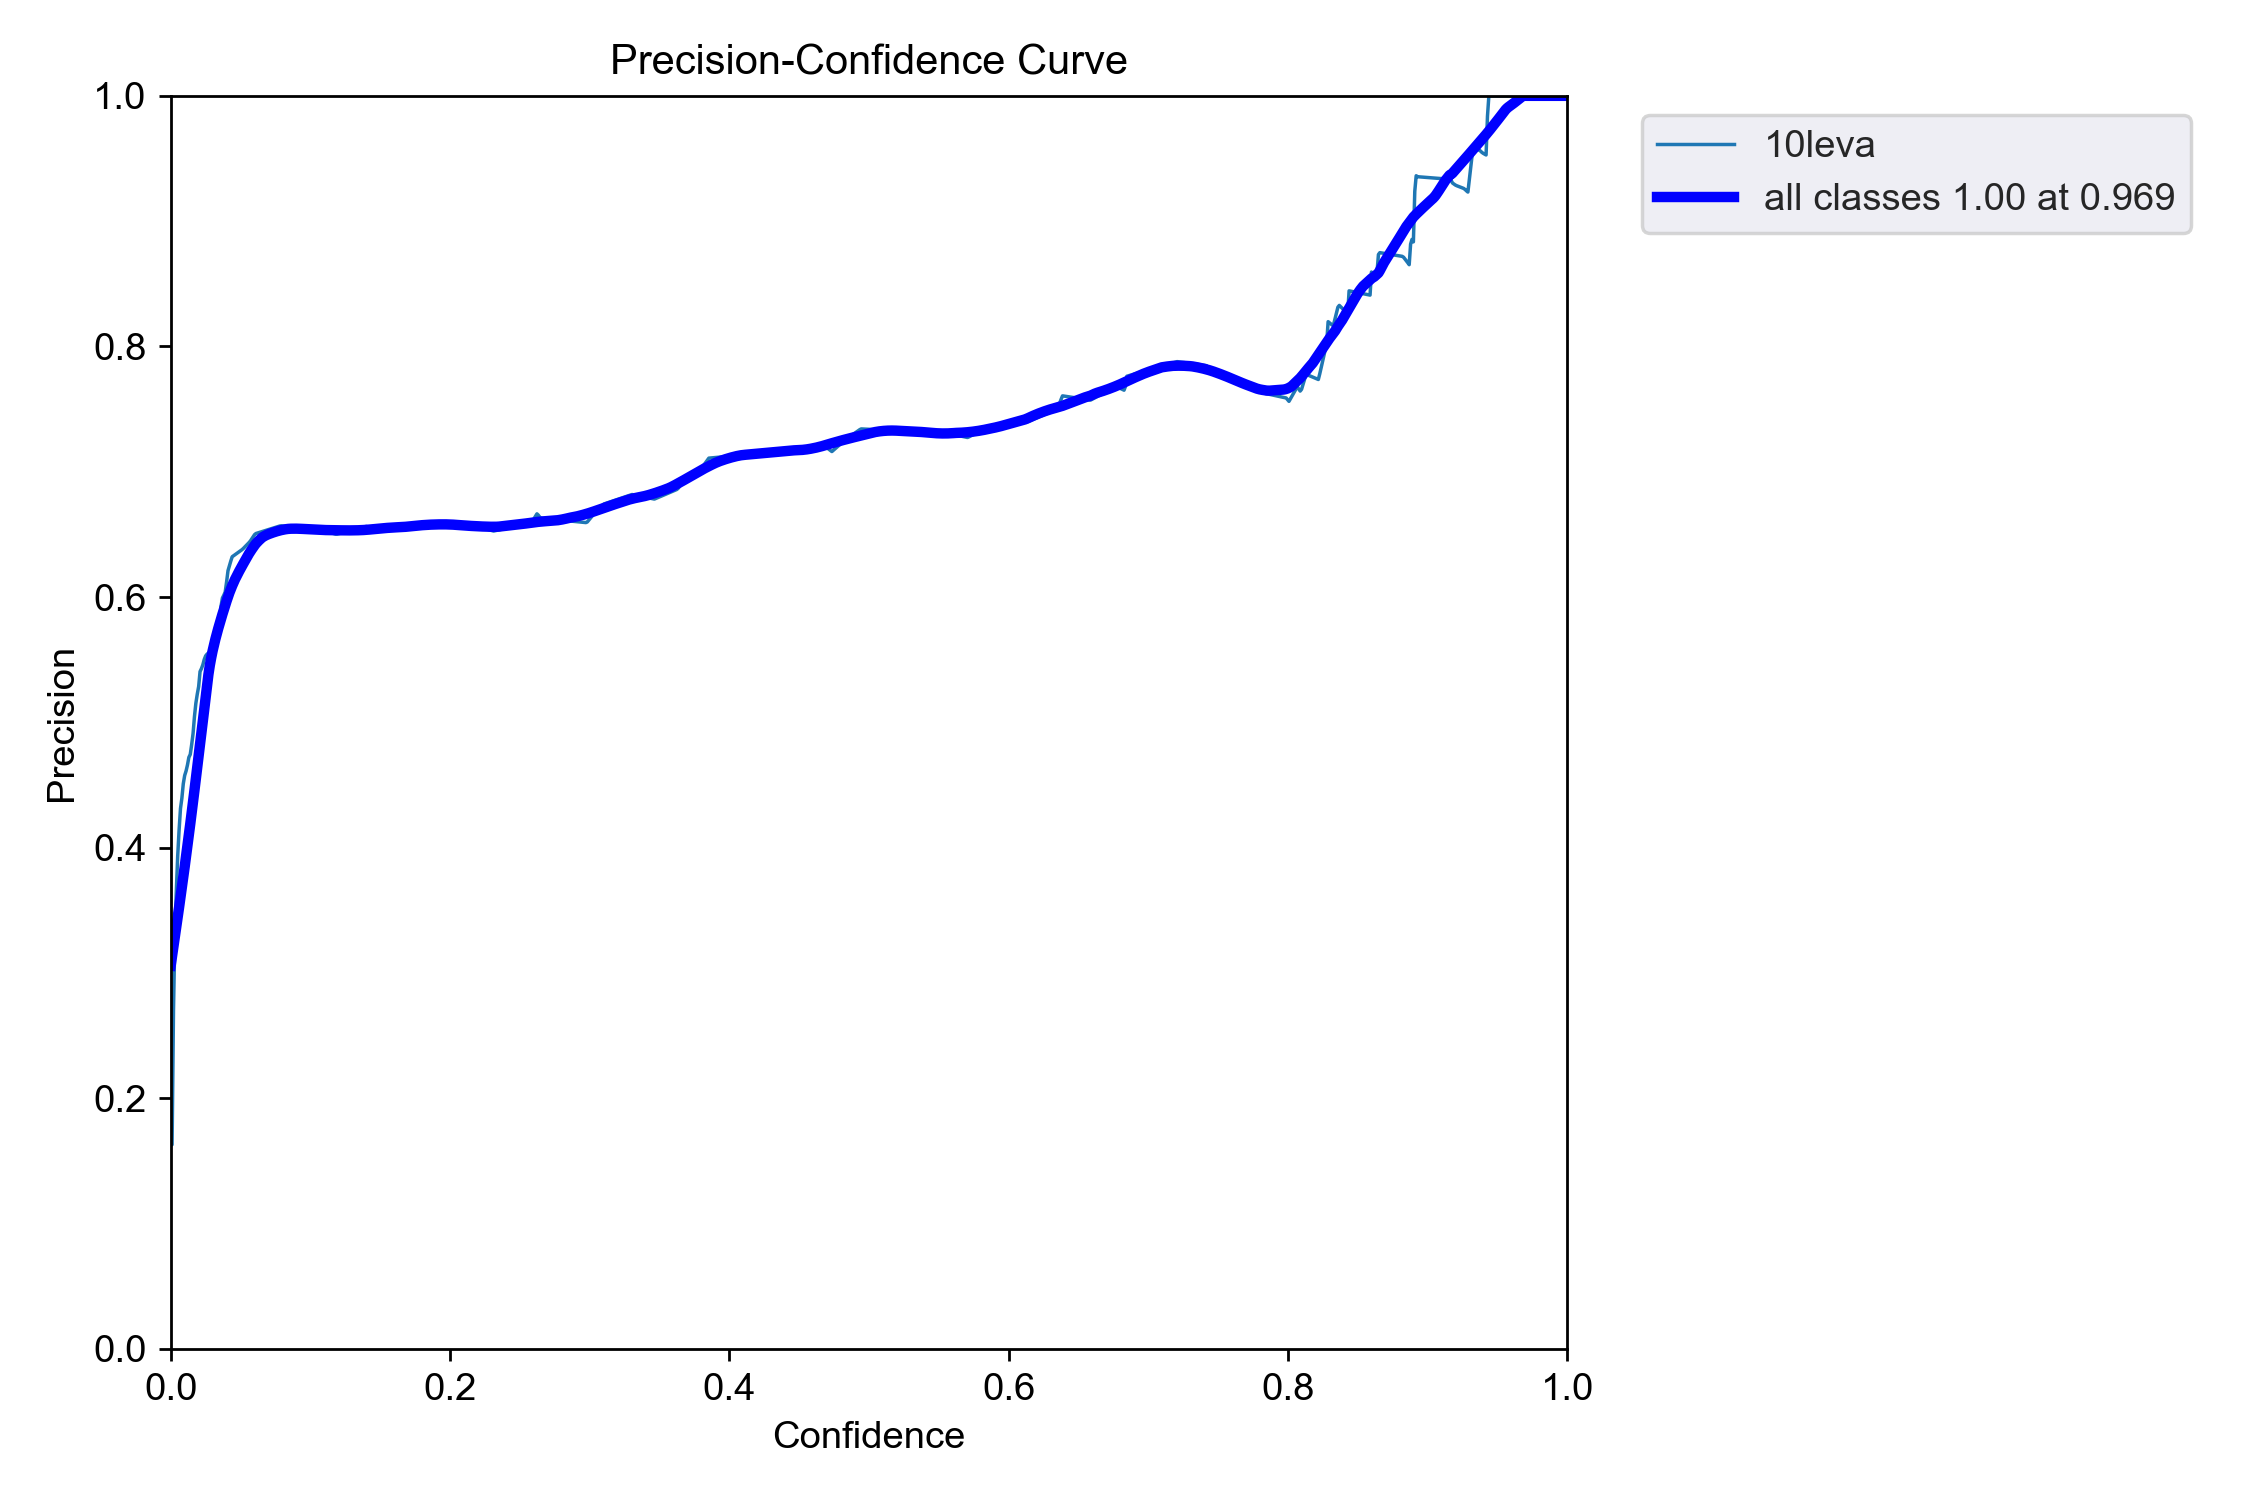 Precision-Confidence Curve
1.0
0.8
0.6
0.4
0.2
0.0
Precision
0.0 0.2 0.4 0.6 0.8 1.0
Confidence
10leva
all classes 1.00 at 0.969